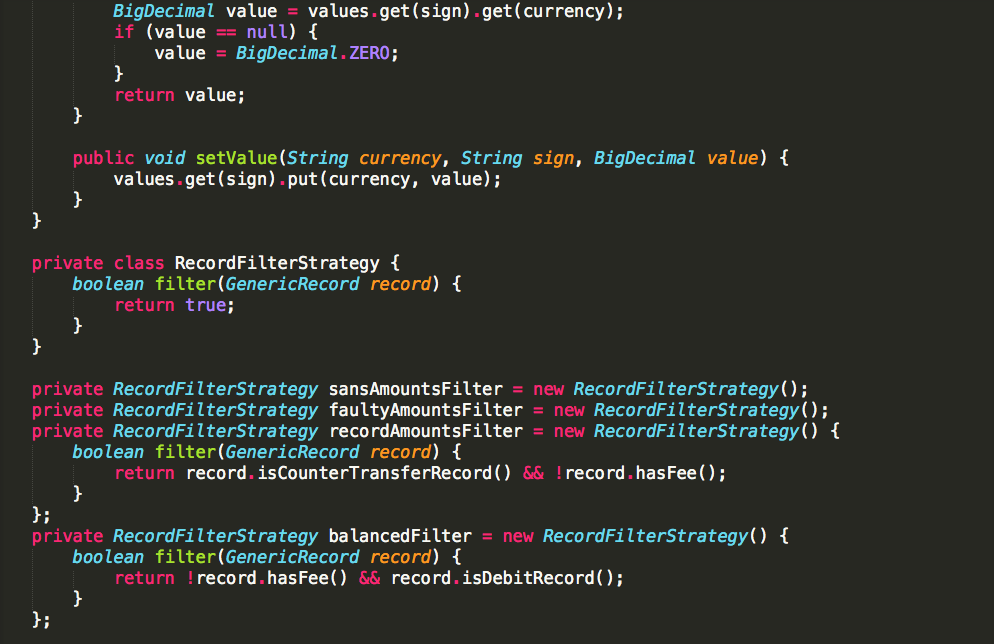 BigDecimal value = values.get(sign).get(currency);
if (value == null) {
value = BigDecimal.ZERO;
}
return value;
}
public void setValue(String currency, String sign, BigDecimal value) {
values.get(sign).put(currency, value);
}
}
private class RecordFilterStrategy {
boolean filter(GenericRecord record) {
return true;
}
}
private RecordFilterStrategy sansAmountsFilter = new RecordFilterStrategy();
private RecordFilterStrategy faultyAmountsFilter = new RecordFilterStrategy();
private RecordFilterStrategy recordAmountsFilter = new RecordFilterStrategy() {
boolean filter(GenericRecord record) {
return record.isCounterTransferRecord() && !record.hasFee();
}
};
private RecordFilterStrategy balancedFilter = new RecordFilterStrategy() {
boolean filter(GenericRecord record) {
return !record.hasFee() && record.isDebitRecord();
}
};